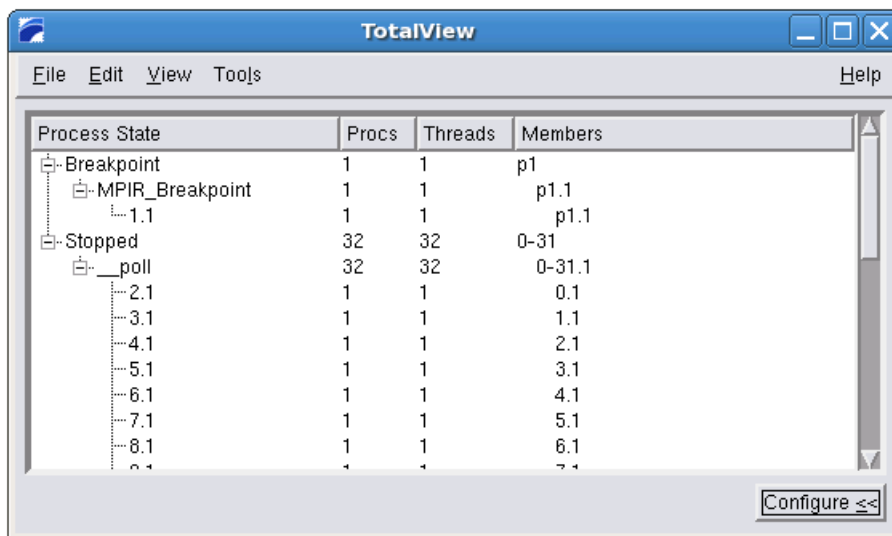 TotalView
File Edit View Tools Help
Process State Procs Threads Members
Breakpoint 1 1 p1
MPIR_Breakpoint 1 1 p1.1
1.1 1 1 p1.1
Stopped 32 32 0-31
__poll 32 32 0-31.1
2.1 1 1 0.1
3.1 1 1 1.1
4.1 1 1 2.1
5.1 1 1 3.1
6.1 1 1 4.1
7.1 1 1 5.1
8.1 1 1 6.1
Configure <<